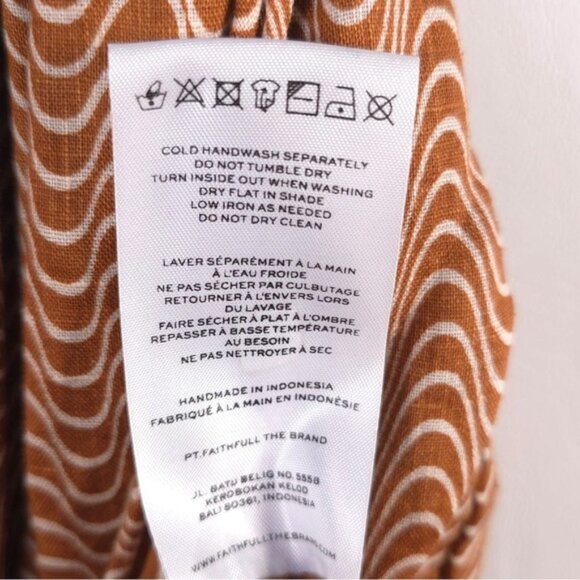 COLD HANDWASH SEPARATELY
DO NOT TUMBLE DRY
TURN INSIDE OUT WHEN WASHING
DRY FLAT IN SHADE
LOW IRON AS NEEDED
DO NOT DRY CLEAN
LAVER SÉPARÉMENT À LA MAIN
À L'EAU FROIDE
NE PAS SÉCHER PAR CULBUTAGE
RETOURNER À L'ENVERS LORS
DU LAVAGE
FAIRE SÉCHER À PLAT À L'OMBRE
REPASSER À BASSE TEMPÉRATURE
AU BESOIN
NE PAS NETTROYER À SEC
HANDMADE IN INDONESIA
FABRIQUÉ À LA MAIN EN INDONÉSIE
PT.FAITHFULL THE BRAND
JL. BATU BELIG NO.555B
KEROBOKAN KELOD
BALI 80361, INDONESIA
WWW.FAITHFULLTHEBRAND.COM